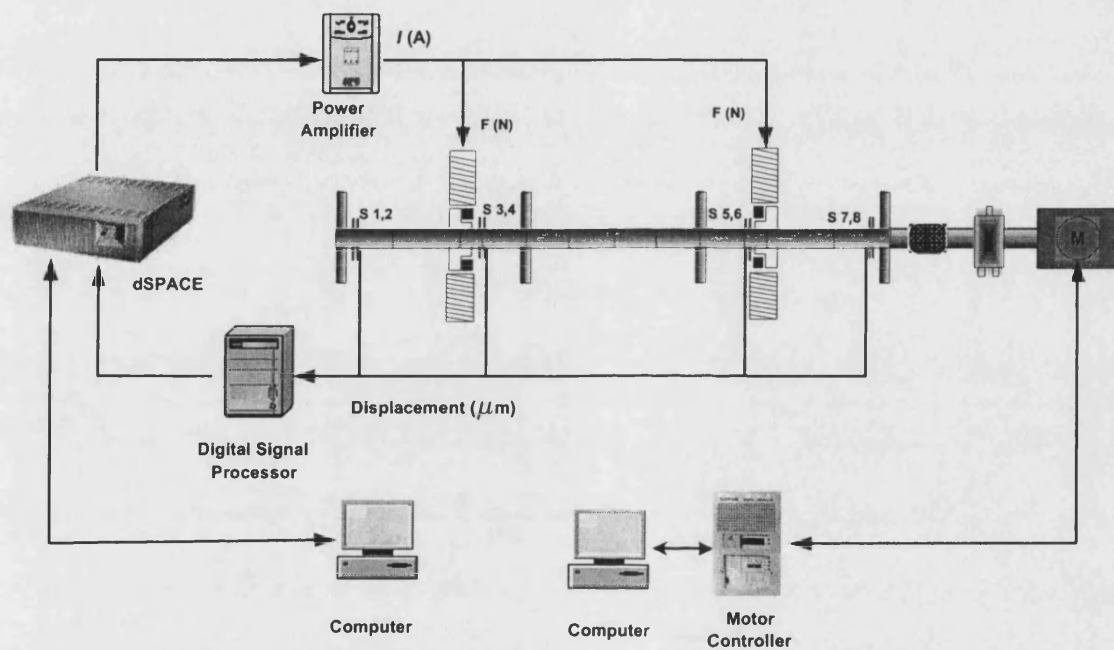 I (A)
Power
Amplifier
F (N)
F (N)
S 1,2
S 3,4
S 5,6
S 7,8
M
dSPACE
Displacement (μm)
Digital Signal
Processor
Computer
Computer
Motor
Controller